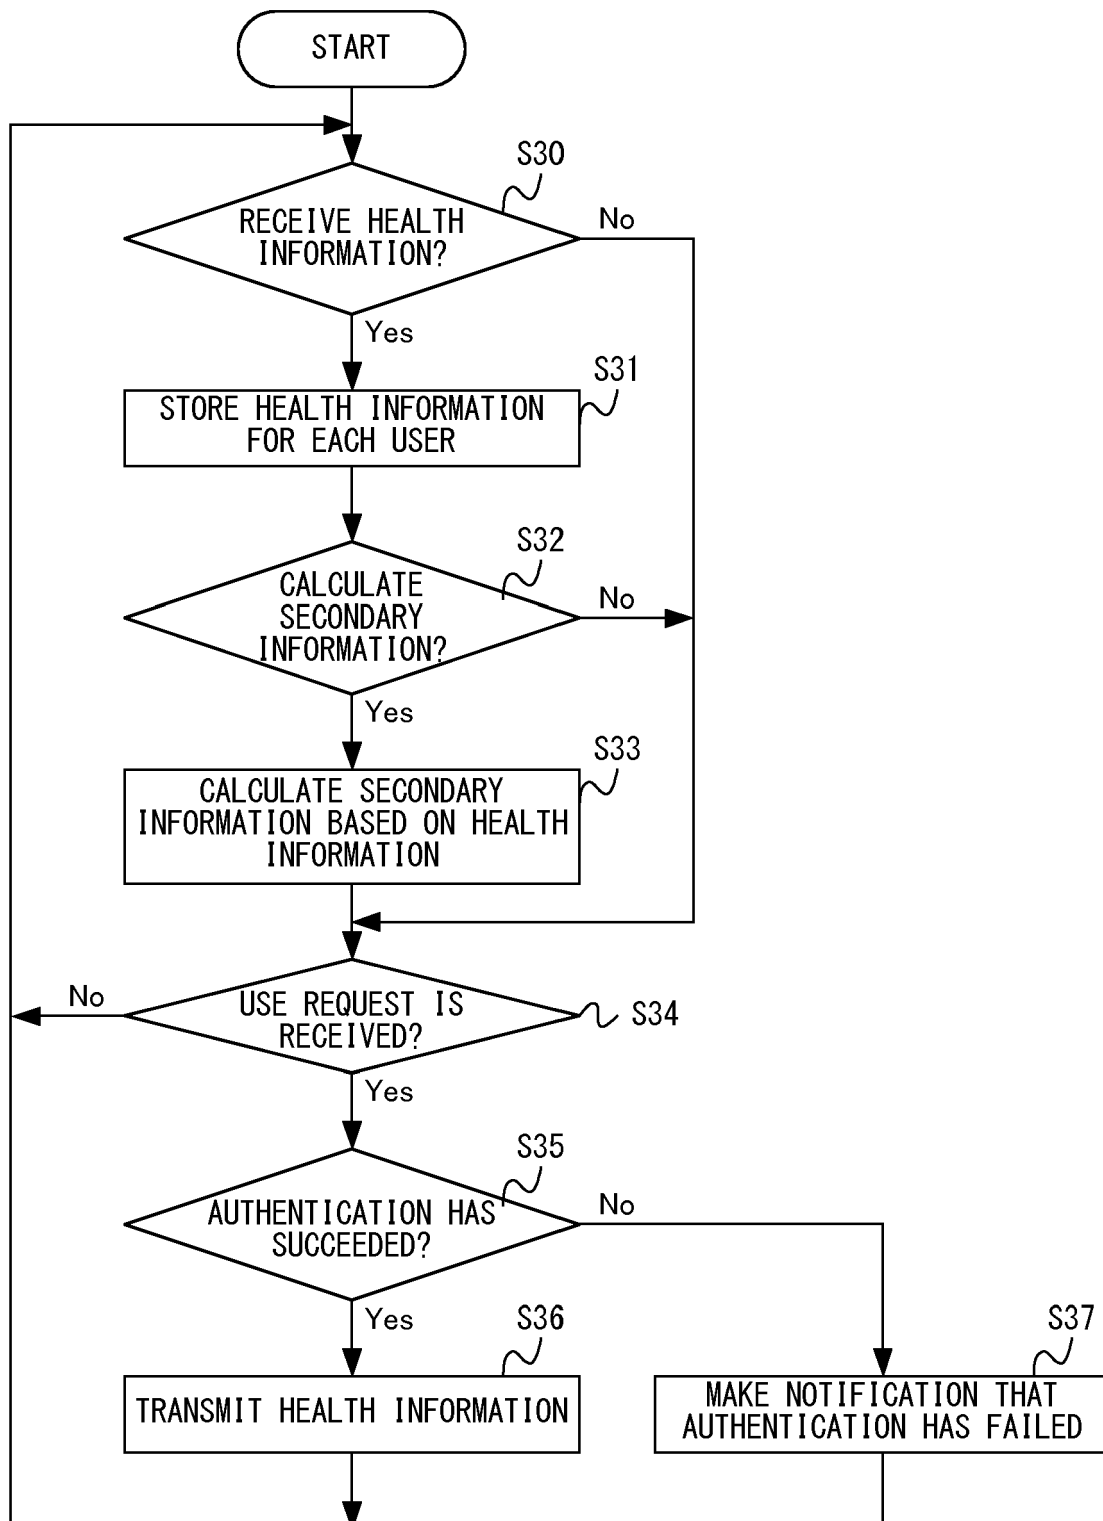 START
S30
RECEIVE HEALTH
INFORMATION?
No
Yes
S31
STORE HEALTH INFORMATION
FOR EACH USER
S32
CALCULATE
SECONDARY
INFORMATION?
No
Yes
S33
CALCULATE SECONDARY
INFORMATION BASED ON HEALTH
INFORMATION
No
USE REQUEST IS
RECEIVED?
S34
Yes
S35
AUTHENTICATION HAS
SUCCEEDED?
No
Yes
S36
TRANSMIT HEALTH INFORMATION
S37
MAKE NOTIFICATION THAT
AUTHENTICATION HAS FAILED